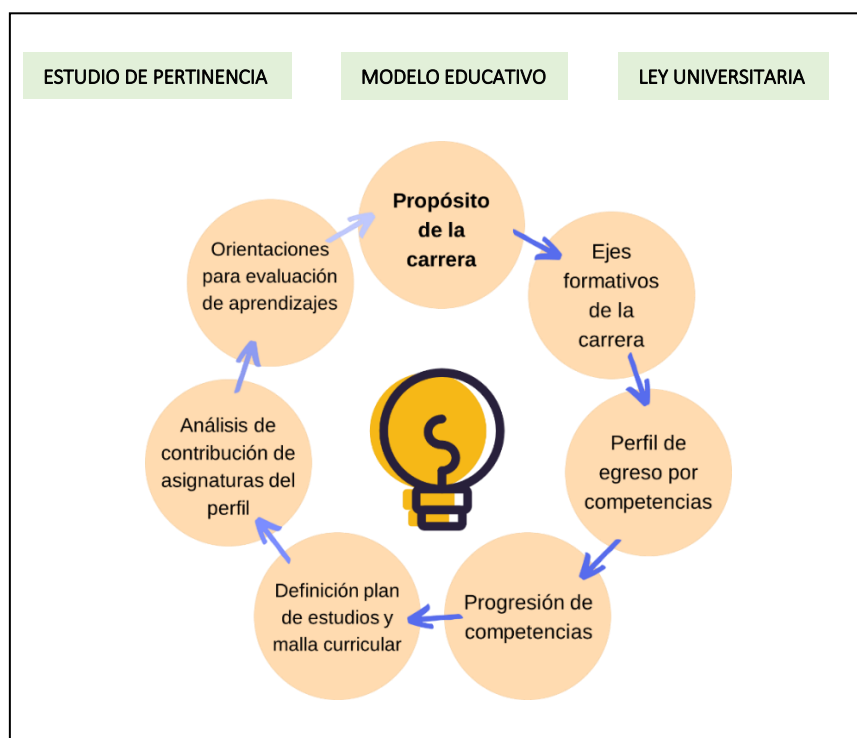 ESTUDIO DE PERTINENCIA
MODELO EDUCATIVO
LEY UNIVERSITARIA
Propósito
de la
carrera
Ejes
formativos
de la
carrera
Perfil de
egreso por
competencias
Progresión de
competencias
Definición plan
de estudios y
malla curricular
Análisis de
contribución de
asignaturas del
perfil
Orientaciones
para evaluación
de aprendizajes